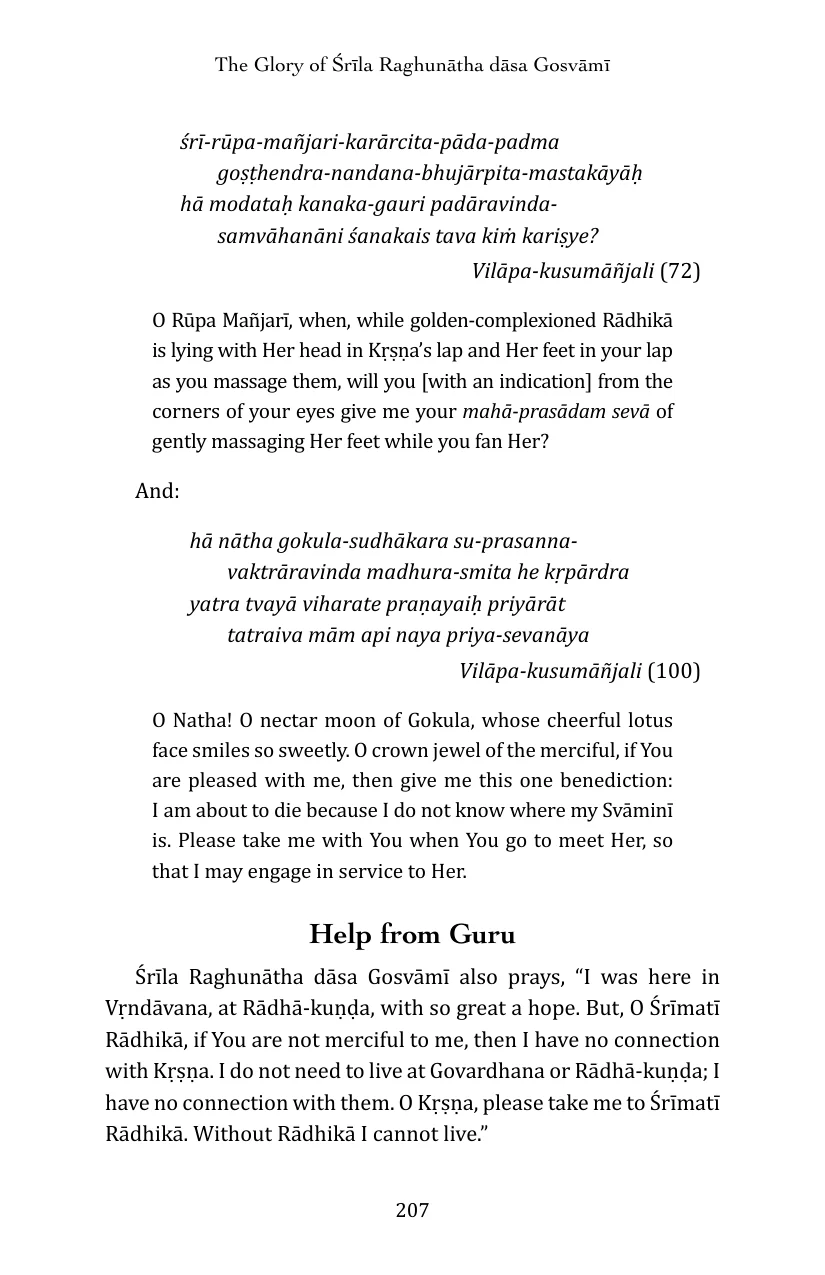 The Glory of Śrīla Raghunātha dāsa Gosvāmī
śrī-rūpa-mañjari-karārcita-pāda-padma
goṣṭhendra-nandana-bhujārpita-mastakāyāḥ
hā modataḥ kanaka-gauri padāravinda-
samvāhanāni śanakais tava kiṁ kariṣye?
Vilāpa-kusumāñjali (72)
O Rūpa Mañjarī, when, while golden-complexioned Rādhikā
is lying with Her head in Kṛṣṇa’s lap and Her feet in your lap
as you massage them, will you [with an indication] from the
corners of your eyes give me your mahā-prasādam sevā of
gently massaging Her feet while you fan Her?
And:
hā nātha gokula-sudhākara su-prasanna-
vaktrāravinda madhura-smita he kṛpārdra
yatra tvayā viharate praṇayaiḥ priyārāt
tatraiva mām api naya priya-sevanāya
Vilāpa-kusumāñjali (100)
O Natha! O nectar moon of Gokula, whose cheerful lotus
face smiles so sweetly. O crown jewel of the merciful, if You
are pleased with me, then give me this one benediction:
I am about to die because I do not know where my Svāminī
is. Please take me with You when You go to meet Her, so
that I may engage in service to Her.
Help from Guru
Śrīla Raghunātha dāsa Gosvāmī also prays, “I was here in
Vṛndāvana, at Rādhā-kuṇḍa, with so great a hope. But, O Śrīmatī
Rādhikā, if You are not merciful to me, then I have no connection
with Kṛṣṇa. I do not need to live at Govardhana or Rādhā-kuṇḍa; I
have no connection with them. O Kṛṣṇa, please take me to Śrīmatī
Rādhikā. Without Rādhikā I cannot live.”
207